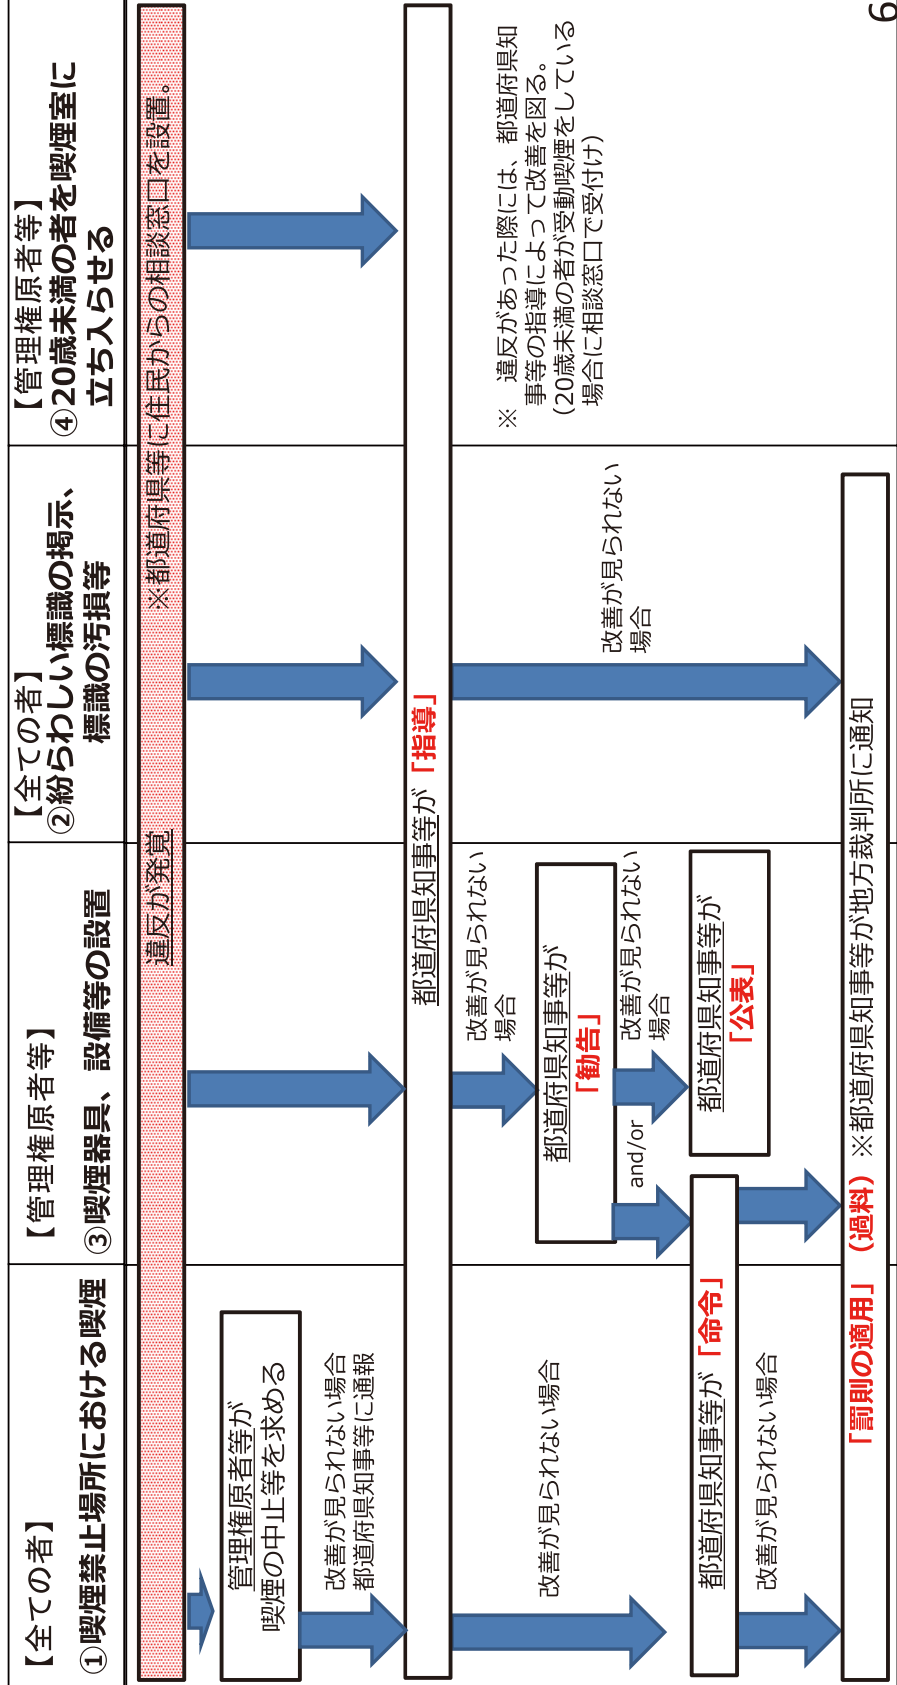 【全ての者】
①喫煙禁止場所における喫煙
【管理権原者等】
③喫煙器具、設備等の設置
【全ての者】
②紛らわしい標識の掲示、
標識の汚損等
【管理権原者等】
④20歳未満の者を喫煙室に
立ち入らせる
違反が発覚
※都道府県等に住民からの相談窓口を設置。
管理権原者等が
喫煙の中止等を求める
改善が見られない場合
都道府県知事等に通報
都道府県知事等が「指導」
改善が見られない場合
改善が見られない
場合
都道府県知事等が
「勧告」
and/or
改善が見られない
場合
都道府県知事等が「命令」
都道府県知事等が
「公表」
改善が見られない場合
改善が見られない
場合
※　違反があった際には、都道府県知
事等の指導によって改善を図る。
（20歳未満の者が受動喫煙をしている
場合に相談窓口で受付け）
「罰則の適用」（過料）※都道府県知事等が地方裁判所に通知
6